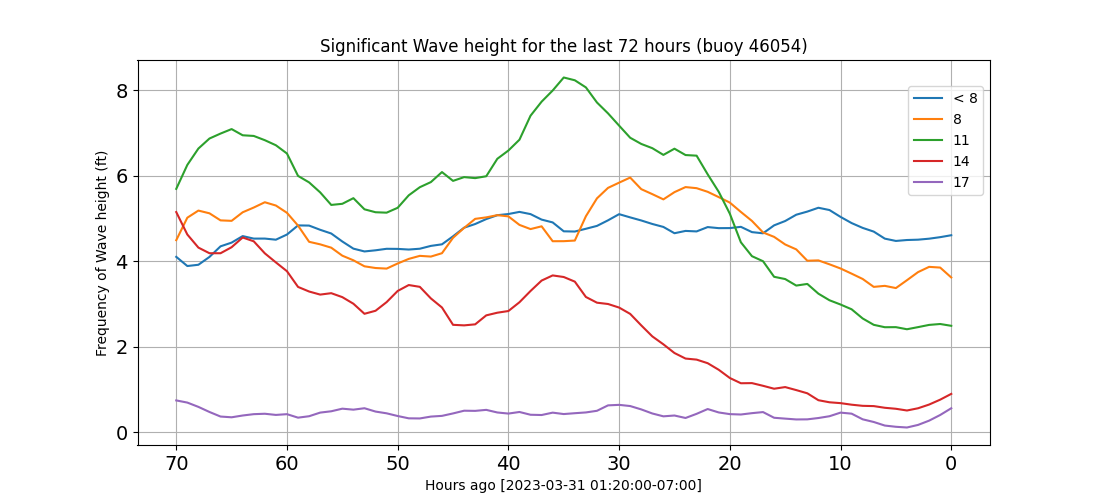 Significant Wave height for the last 72 hours (buoy 46054)
Frequency of Wave height (ft)
8
6
4
2
0
< 8
8
11
14
17
70 60 50 40 30 20 10 0
Hours ago [2023-03-31 01:20:00-07:00]